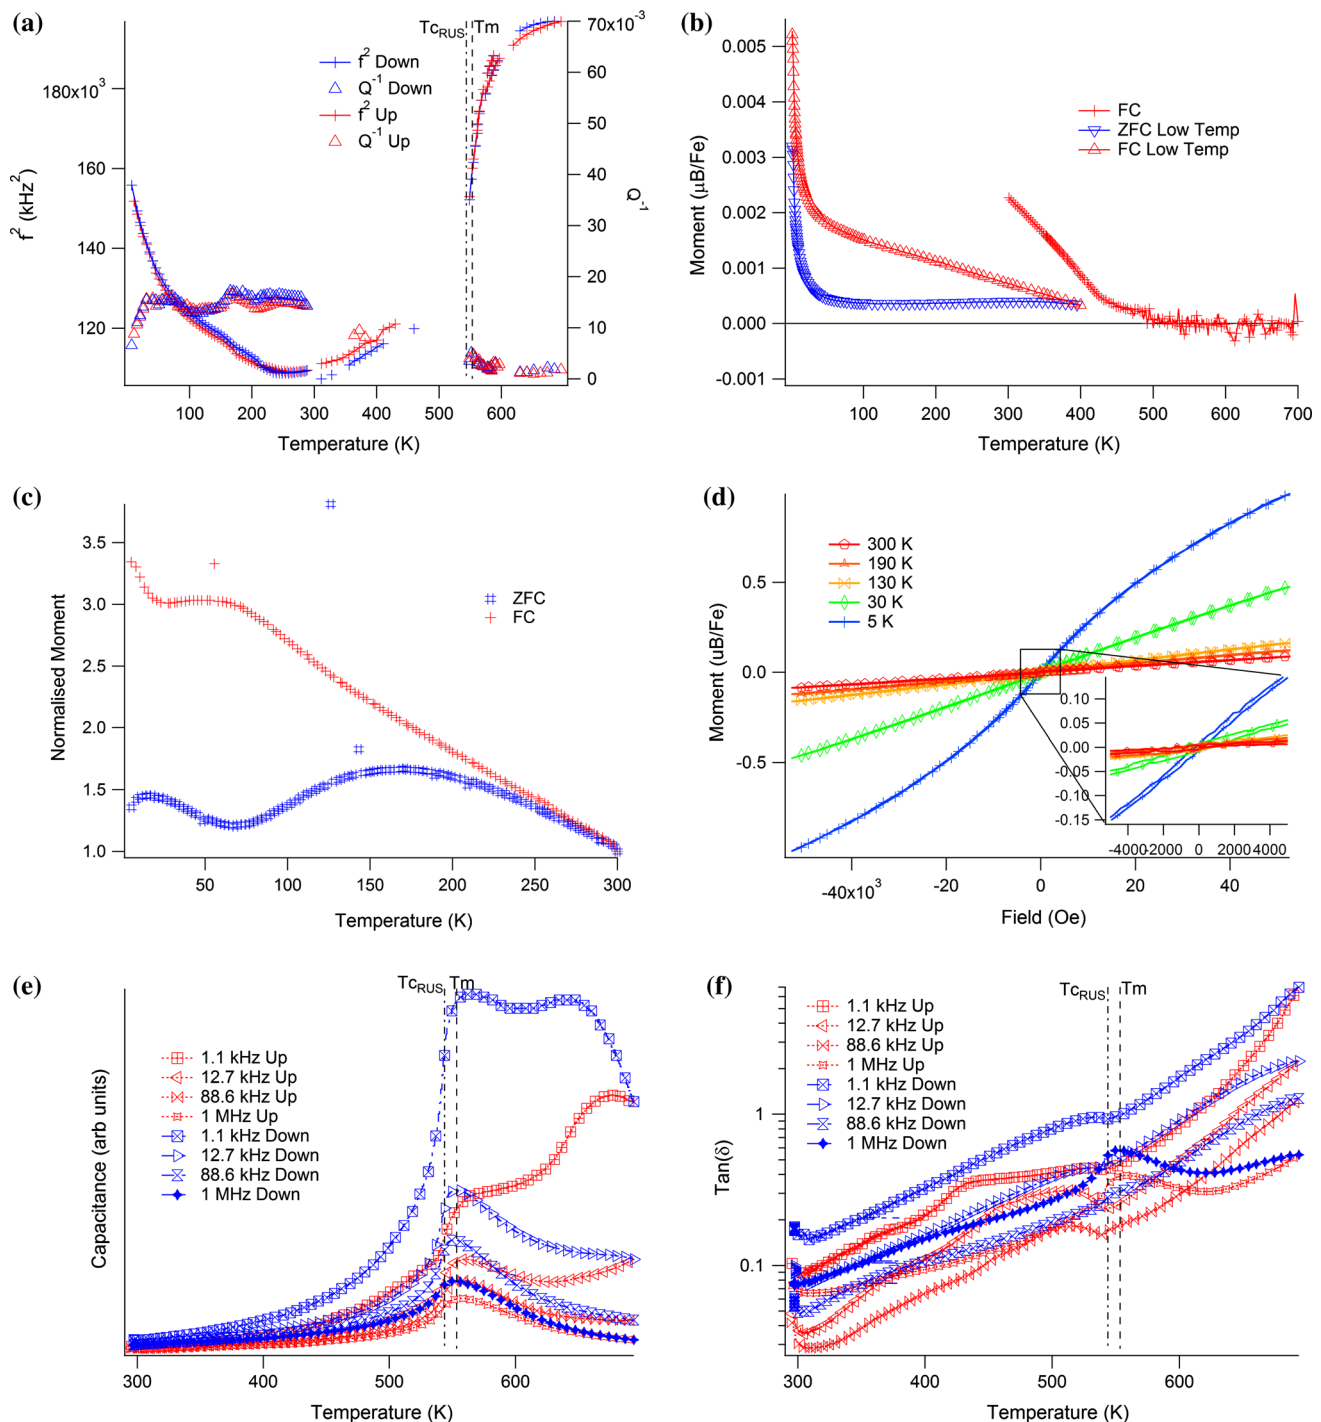 (a)
Tc_RUS Tm
70x10^-3
f^2 Down
Q^-1 Down
f^2 Up
Q^-1 Up
180x10^3
160
140
120
f^2 (kHz^2)
60
50
40
30
20
10
0
Q^-1
100 200 300 400 500 600
Temperature (K)
(b)
0.005
0.004
0.003
0.002
0.001
0.000
-0.001
Moment (μB/Fe)
FC
ZFC Low Temp
FC Low Temp
100 200 300 400 500 600 700
Temperature (K)
(c)
3.5
3.0
2.5
2.0
1.5
1.0
Normalised Moment
ZFC
FC
50 100 150 200 250 300
Temperature (K)
(d)
0.5
0.0
-0.5
Moment (uB/Fe)
300 K
190 K
130 K
30 K
5 K
0.10
0.05
0.00
-0.05
-0.10
-0.15
-4000 -2000 0 2000 4000
-40x10^3 -20 0 20 40
Field (Oe)
(e)
Tc_RUS Tm
Capacitance (arb units)
1.1 kHz Up
12.7 kHz Up
88.6 kHz Up
1 MHz Up
1.1 kHz Down
12.7 kHz Down
88.6 kHz Down
1 MHz Down
300 400 500 600
Temperature (K)
(f)
Tc_RUS Tm
1
0.1
Tan(δ)
1.1 kHz Up
12.7 kHz Up
88.6 kHz Up
1 MHz Up
1.1 kHz Down
12.7 kHz Down
88.6 kHz Down
1 MHz Down
300 400 500 600
Temperature (K)